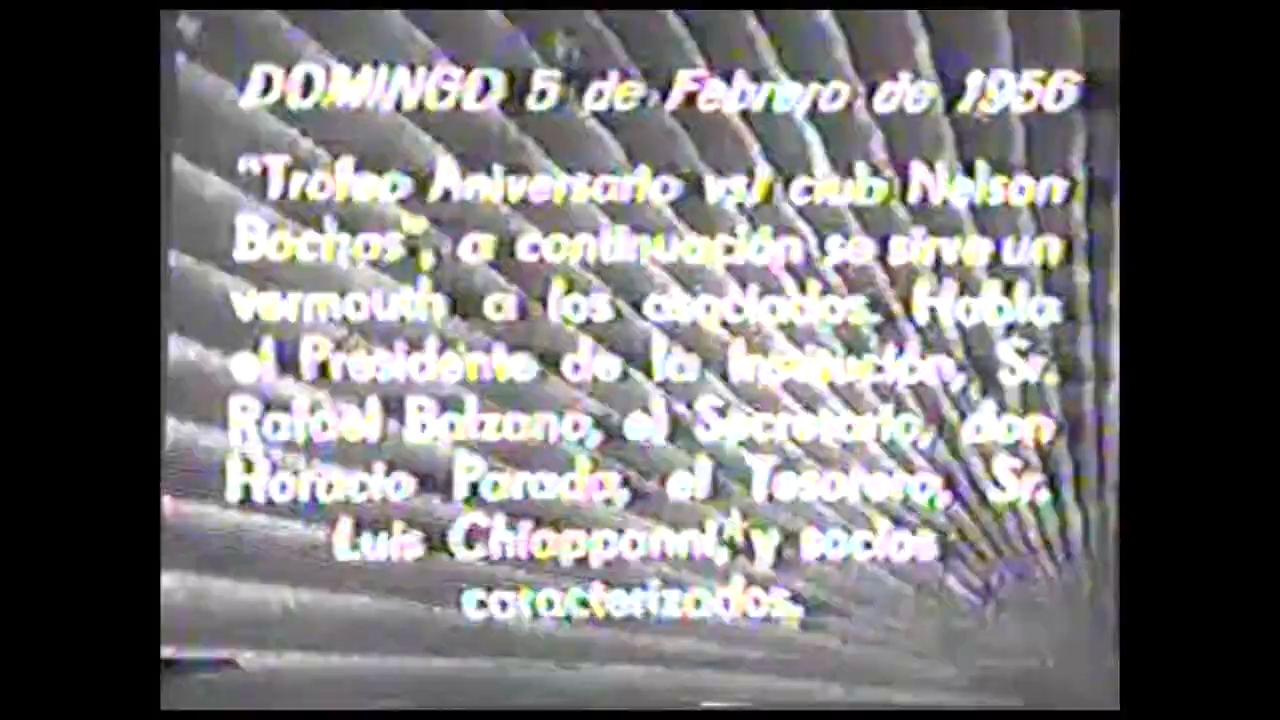 DOMINGO 5 de Febrero de 1956
"Trofeo Aniversario vs/ club Nelson
Bochas", a continuación se sirve un
vermouth a los asociados. Habla
el Presidente de la Institución, Sr.
Rafael Balzano, el Secretario, don
Horacio Parada, el Tesorero, Sr.
Luis Chiappanni, y socios
caracterizados.